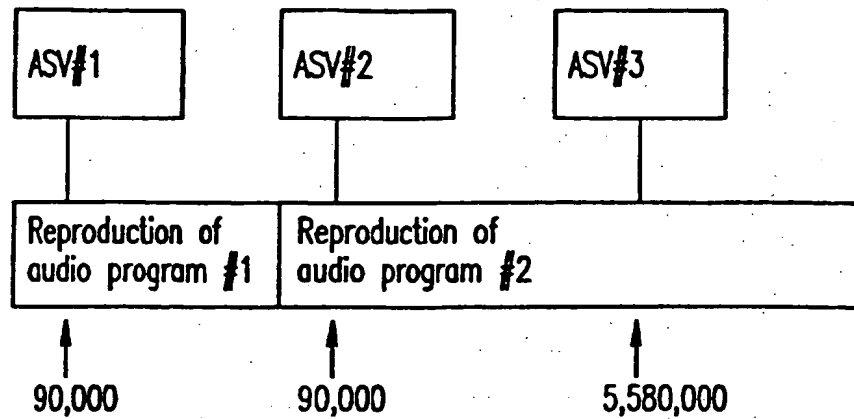 ASV#1
ASV#2
ASV#3
Reproduction of
audio program #1
Reproduction of
audio program #2
90,000
90,000
5,580,000